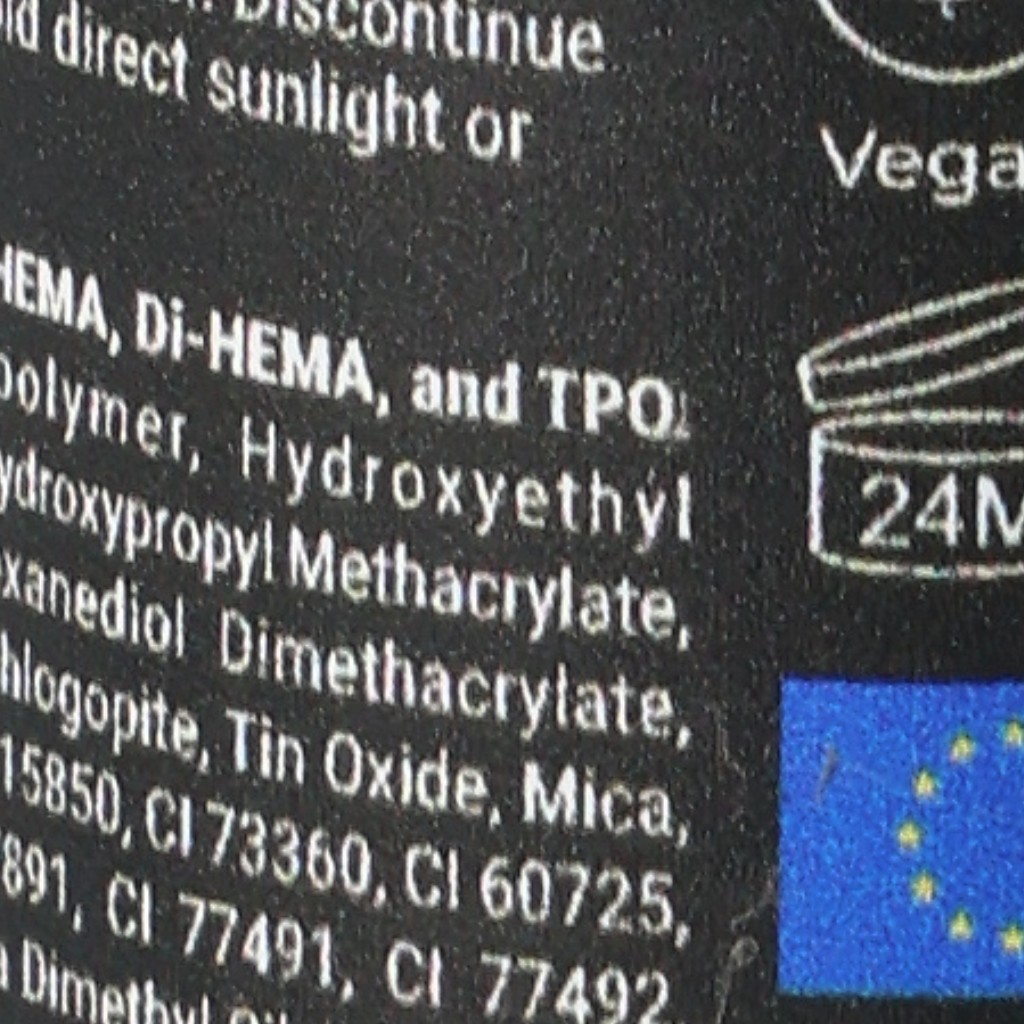 Discontinue
direct sunlight or
Vega
HEMA, Di-HEMA, and TPO.
polymer, Hydroxyethyl
ydroxypropyl Methacrylate,
24M
xanediol Dimethacrylate,
hlogopite, Tin Oxide, Mica,
15850, CI 73360, CI 60725,
891, CI 77491, CI 77492
Dimethyl